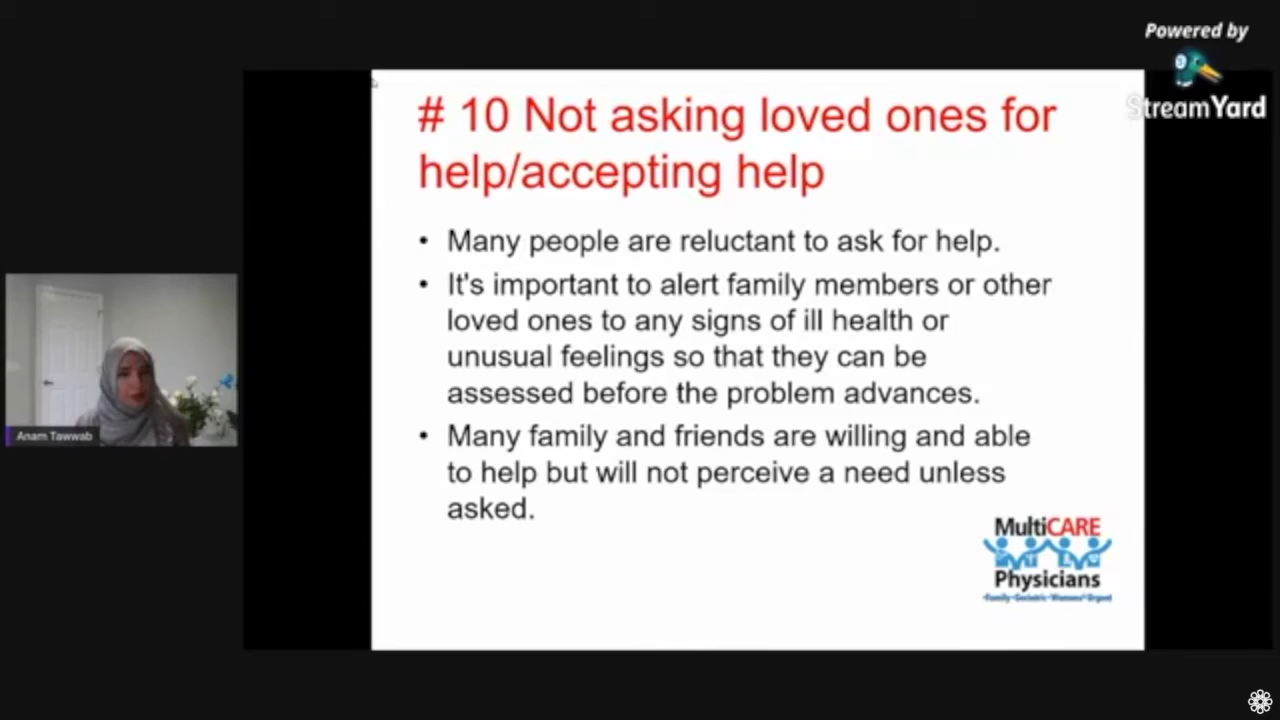 Powered by
StreamYard
# 10 Not asking loved ones for
help/accepting help
• Many people are reluctant to ask for help.
• It's important to alert family members or other
loved ones to any signs of ill health or
unusual feelings so that they can be
assessed before the problem advances.
• Many family and friends are willing and able
to help but will not perceive a need unless
asked.
Anam Tawwab
MultiCARE
Physicians